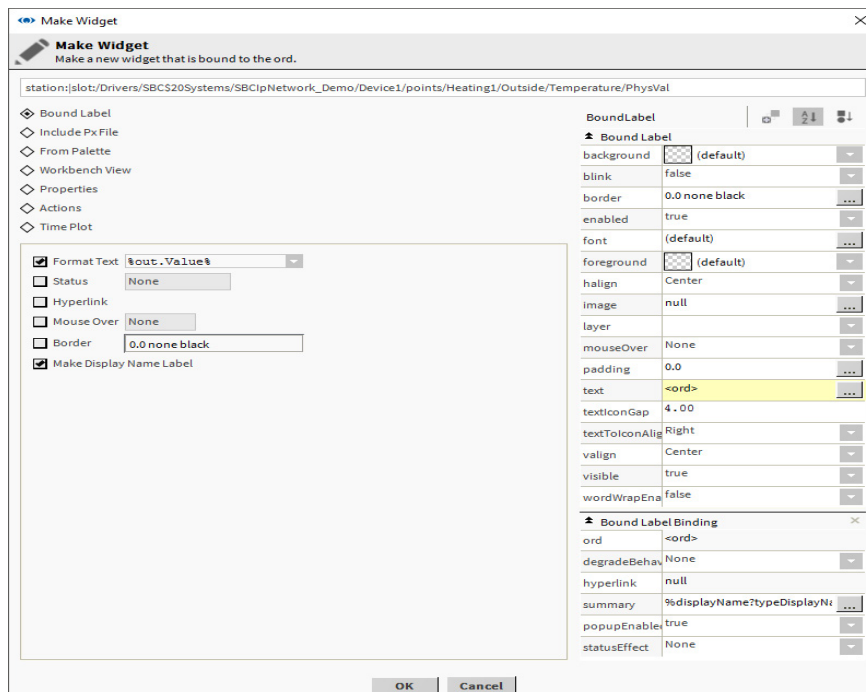 Make Widget
Make Widget
Make a new widget that is bound to the ord.
station:|slot:/Drivers/SBC$20Systems/SBCIpNetwork_Demo/Device1/points/Heating1/Outside/Temperature/PhysVal
Bound Label
Include Px File
From Palette
Workbench View
Properties
Actions
Time Plot
Format Text %out.Value%
Status None
Hyperlink
Mouse Over None
Border 0.0 none black
Make Display Name Label
BoundLabel
Bound Label
background (default)
blink false
border 0.0 none black ...
enabled true
font (default) ...
foreground (default)
halign Center
image null ...
layer
mouseOver None
padding 0.0 ...
text <ord> ...
textIconGap 4.00
textToIconAlig Right
valign Center
visible true
wordWrapEna false
Bound Label Binding
ord <ord>
degradeBehav None
hyperlink null
summary %displayName?typeDisplayNa ...
popupEnabled true
statusEffect None
OK Cancel